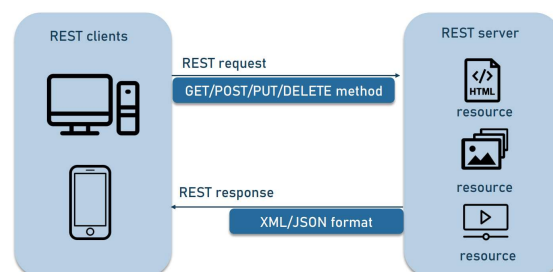 REST clients
REST server
REST request
GET/POST/PUT/DELETE method
</>
HTML
resource
resource
REST response
XML/JSON format
resource